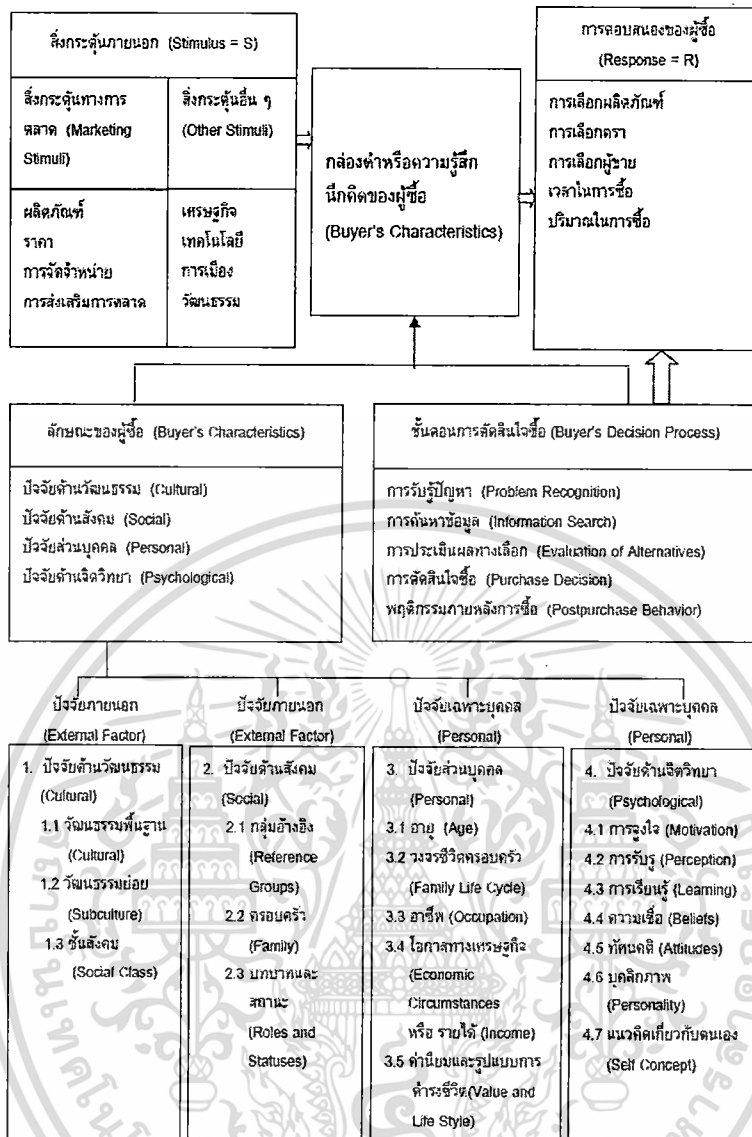 สิ่งกระตุ้นภายนอก (Stimulus = S)
สิ่งกระตุ้นทางการ
ตลาด (Marketing
Stimuli)
สิ่งกระตุ้นอื่น ๆ
(Other Stimuli)
ผลิตภัณฑ์
ราคา
การจัดจำหน่าย
การส่งเสริมการตลาด
เศรษฐกิจ
เทคโนโลยี
การเมือง
วัฒนธรรม
กล่องดำหรือความรู้สึก
นึกคิดของผู้ซื้อ
(Buyer's Characteristics)
การตอบสนองของผู้ซื้อ
(Response = R)
การเลือกผลิตภัณฑ์
การเลือกตรา
การเลือกผู้ขาย
เวลาในการซื้อ
ปริมาณในการซื้อ
ลักษณะของผู้ซื้อ (Buyer's Characteristics)
ปัจจัยด้านวัฒนธรรม (Cultural)
ปัจจัยด้านสังคม (Social)
ปัจจัยส่วนบุคคล (Personal)
ปัจจัยด้านจิตวิทยา (Psychological)
ขั้นตอนการตัดสินใจซื้อ (Buyer's Decision Process)
การรับรู้ปัญหา (Problem Recognition)
การค้นหาข้อมูล (Information Search)
การประเมินผลทางเลือก (Evaluation of Alternatives)
การตัดสินใจซื้อ (Purchase Decision)
พฤติกรรมภายหลังการซื้อ (Postpurchase Behavior)
ปัจจัยภายนอก
(External Factor)
1. ปัจจัยด้านวัฒนธรรม
(Cultural)
1.1 วัฒนธรรมพื้นฐาน
(Cultural)
1.2 วัฒนธรรมย่อย
(Subculture)
1.3 ชั้นสังคม
(Social Class)
ปัจจัยภายนอก
(External Factor)
2. ปัจจัยด้านสังคม
(Social)
2.1 กลุ่มอ้างอิง
(Reference
Groups)
2.2 ครอบครัว
(Family)
2.3 บทบาทและ
สถานะ
(Roles and
Statuses)
ปัจจัยเฉพาะบุคคล
(Personal)
3. ปัจจัยส่วนบุคคล
(Personal)
3.1 อายุ (Age)
3.2 วงจรชีวิตครอบครัว
(Family Life Cycle)
3.3 อาชีพ (Occupation)
3.4 โอกาสทางเศรษฐกิจ
(Economic
Circumstances
หรือ รายได้ (Income)
3.5 ค่านิยมและรูปแบบการ
ดำรงชีวิต(Value and
Life Style)
ปัจจัยเฉพาะบุคคล
(Personal)
4. ปัจจัยด้านจิตวิทยา
(Psychological)
4.1 การจูงใจ (Motivation)
4.2 การรับรู้ (Perception)
4.3 การเรียนรู้ (Learning)
4.4 ความเชื่อ (Beliefs)
4.5 ทัศนคติ (Attitudes)
4.6 บุคลิกภาพ
(Personality)
4.7 แนวคิดเกี่ยวกับตนเอง
(Self Concept)